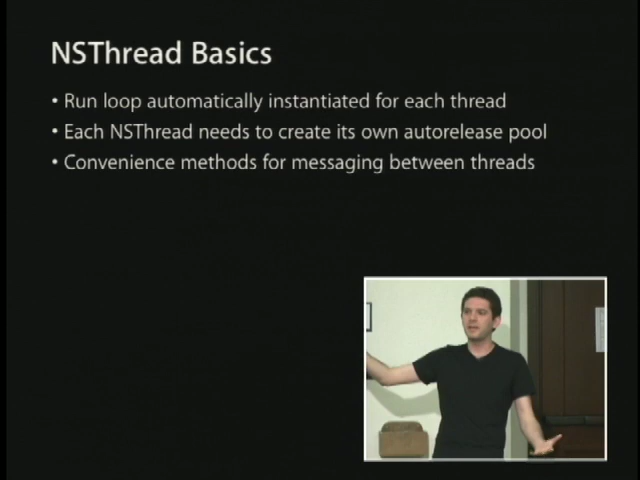 NSThread Basics
• Run loop automatically instantiated for each thread
• Each NSThread needs to create its own autorelease pool
• Convenience methods for messaging between threads